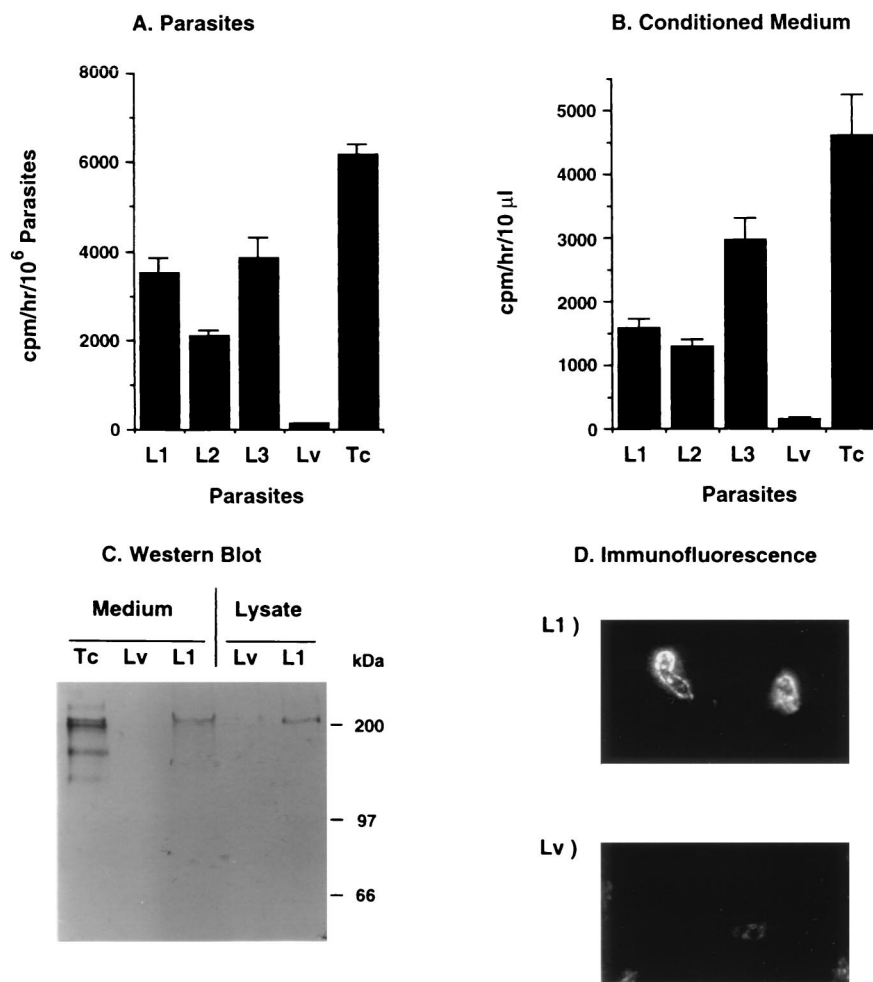 A. Parasites
8000
6000
4000
2000
0
cpm/hr/10⁶ Parasites
L1 L2 L3 Lv Tc
Parasites
B. Conditioned Medium
5000
4000
3000
2000
1000
0
cpm/hr/10 µl
L1 L2 L3 Lv Tc
Parasites
C. Western Blot
Medium Lysate
Tc Lv L1 Lv L1 kDa
200
97
66
D. Immunofluorescence
L1 )
Lv )